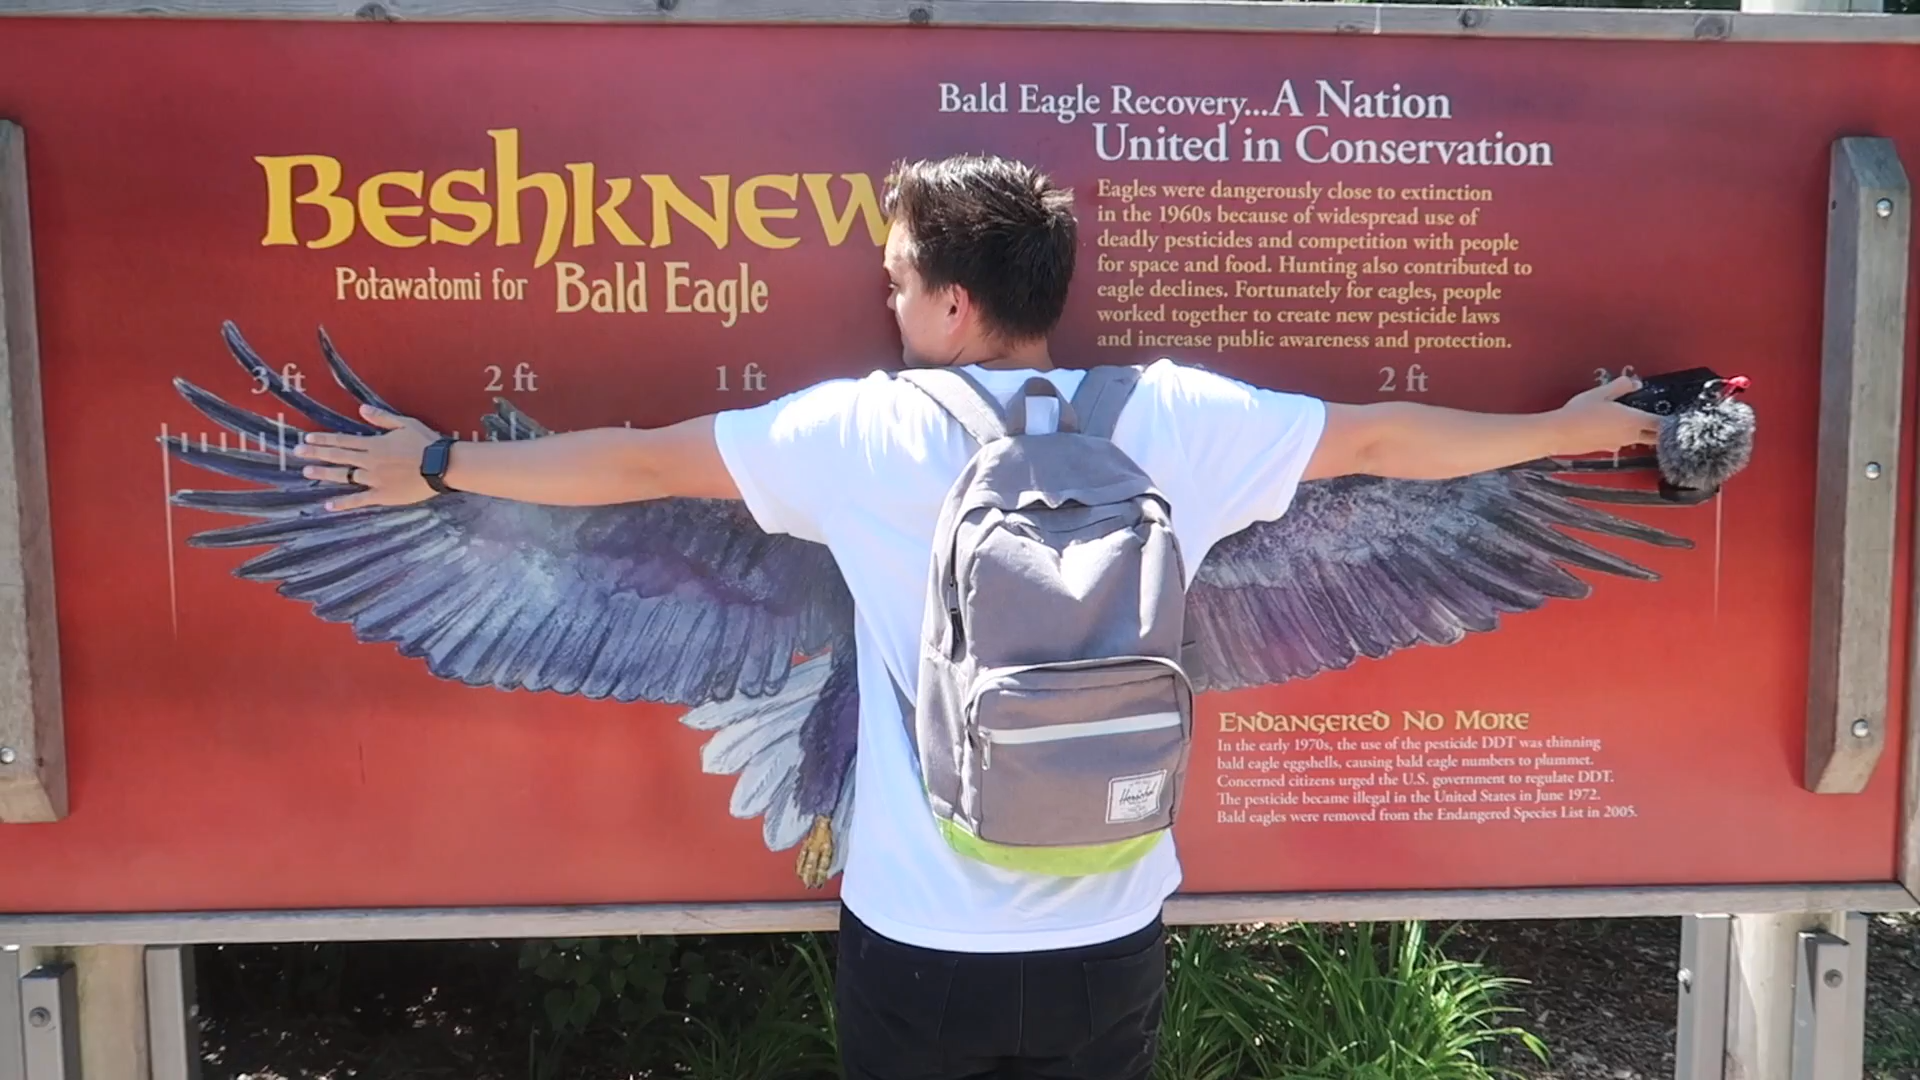 Beshknew
Potawatomi for Bald Eagle
Bald Eagle Recovery...A Nation
United in Conservation
Eagles were dangerously close to extinction
in the 1960s because of widespread use of
deadly pesticides and competition with people
for space and food. Hunting also contributed to
eagle declines. Fortunately for eagles, people
worked together to create new pesticide laws
and increase public awareness and protection.
3 ft 2 ft 1 ft 2 ft
Endangered No More
In the early 1970s, the use of the pesticide DDT was thinning
bald eagle eggshells, causing bald eagle numbers to plummet.
Concerned citizens urged the U.S. government to regulate DDT.
The pesticide became illegal in the United States in June 1972.
Bald eagles were removed from the Endangered Species List in 2005.
Herschel